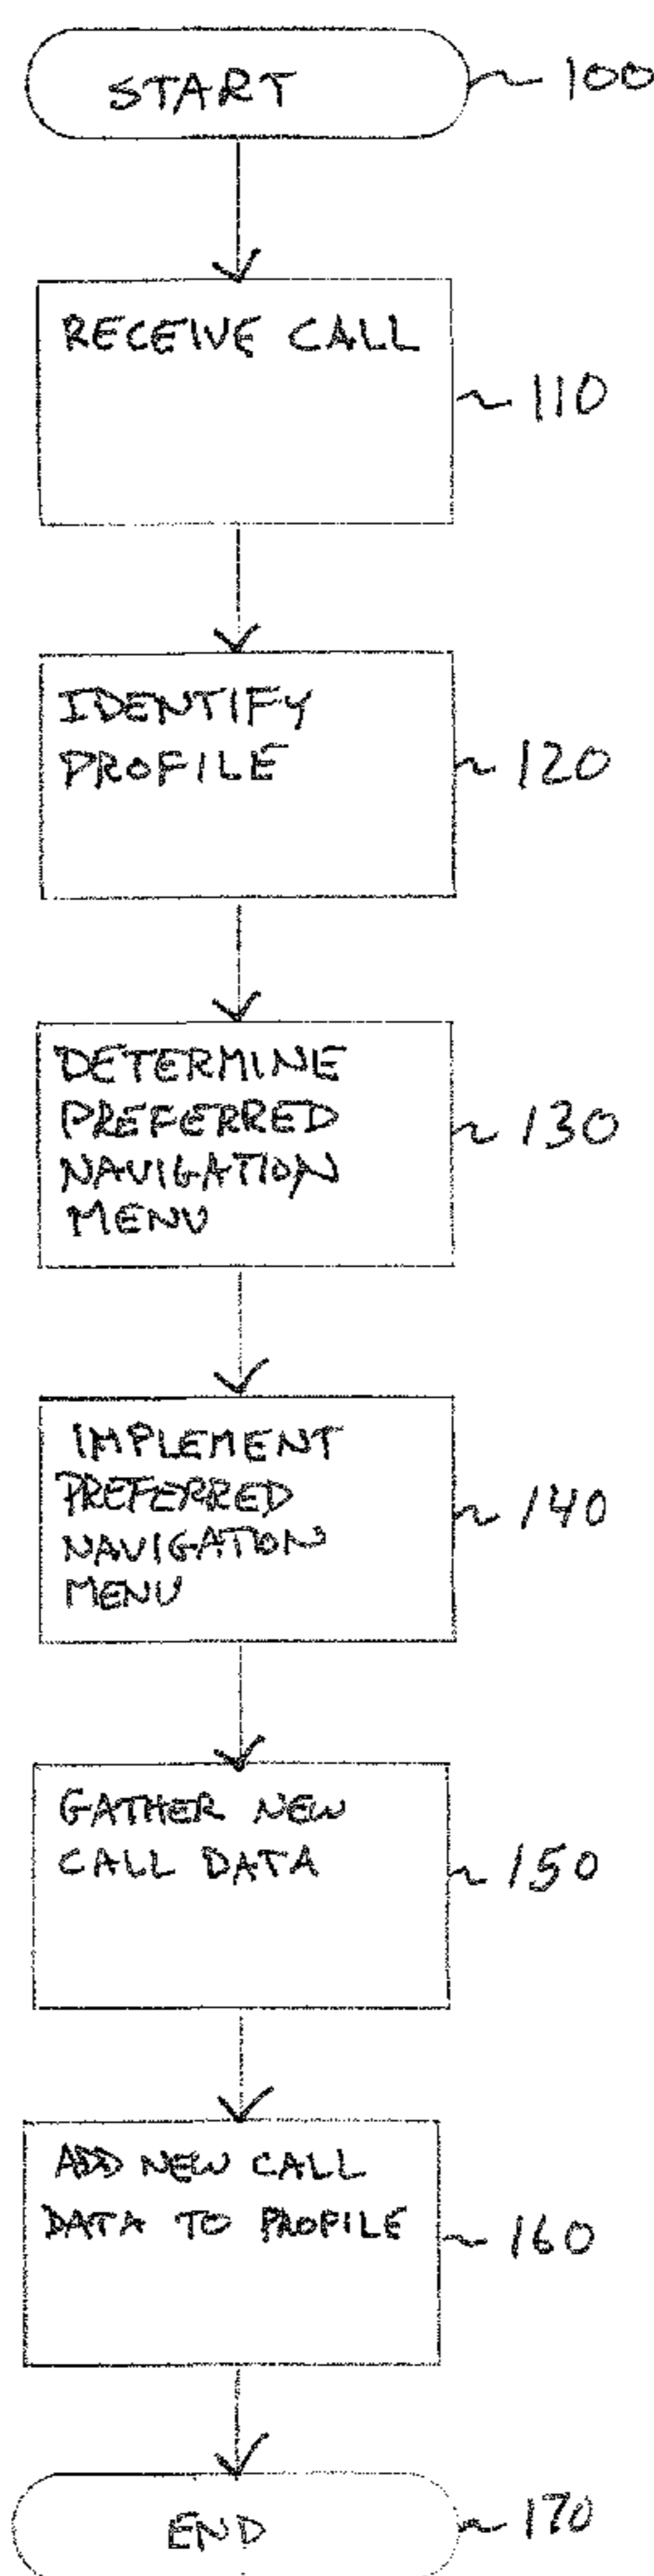 START
100
RECEIVE CALL
110
IDENTIFY
PROFILE
120
DETERMINE
PREFERRED
NAVIGATION
MENU
130
IMPLEMENT
PREFERRED
NAVIGATION
MENU
140
GATHER NEW
CALL DATA
150
ADD NEW CALL
DATA TO PROFILE
160
END
170